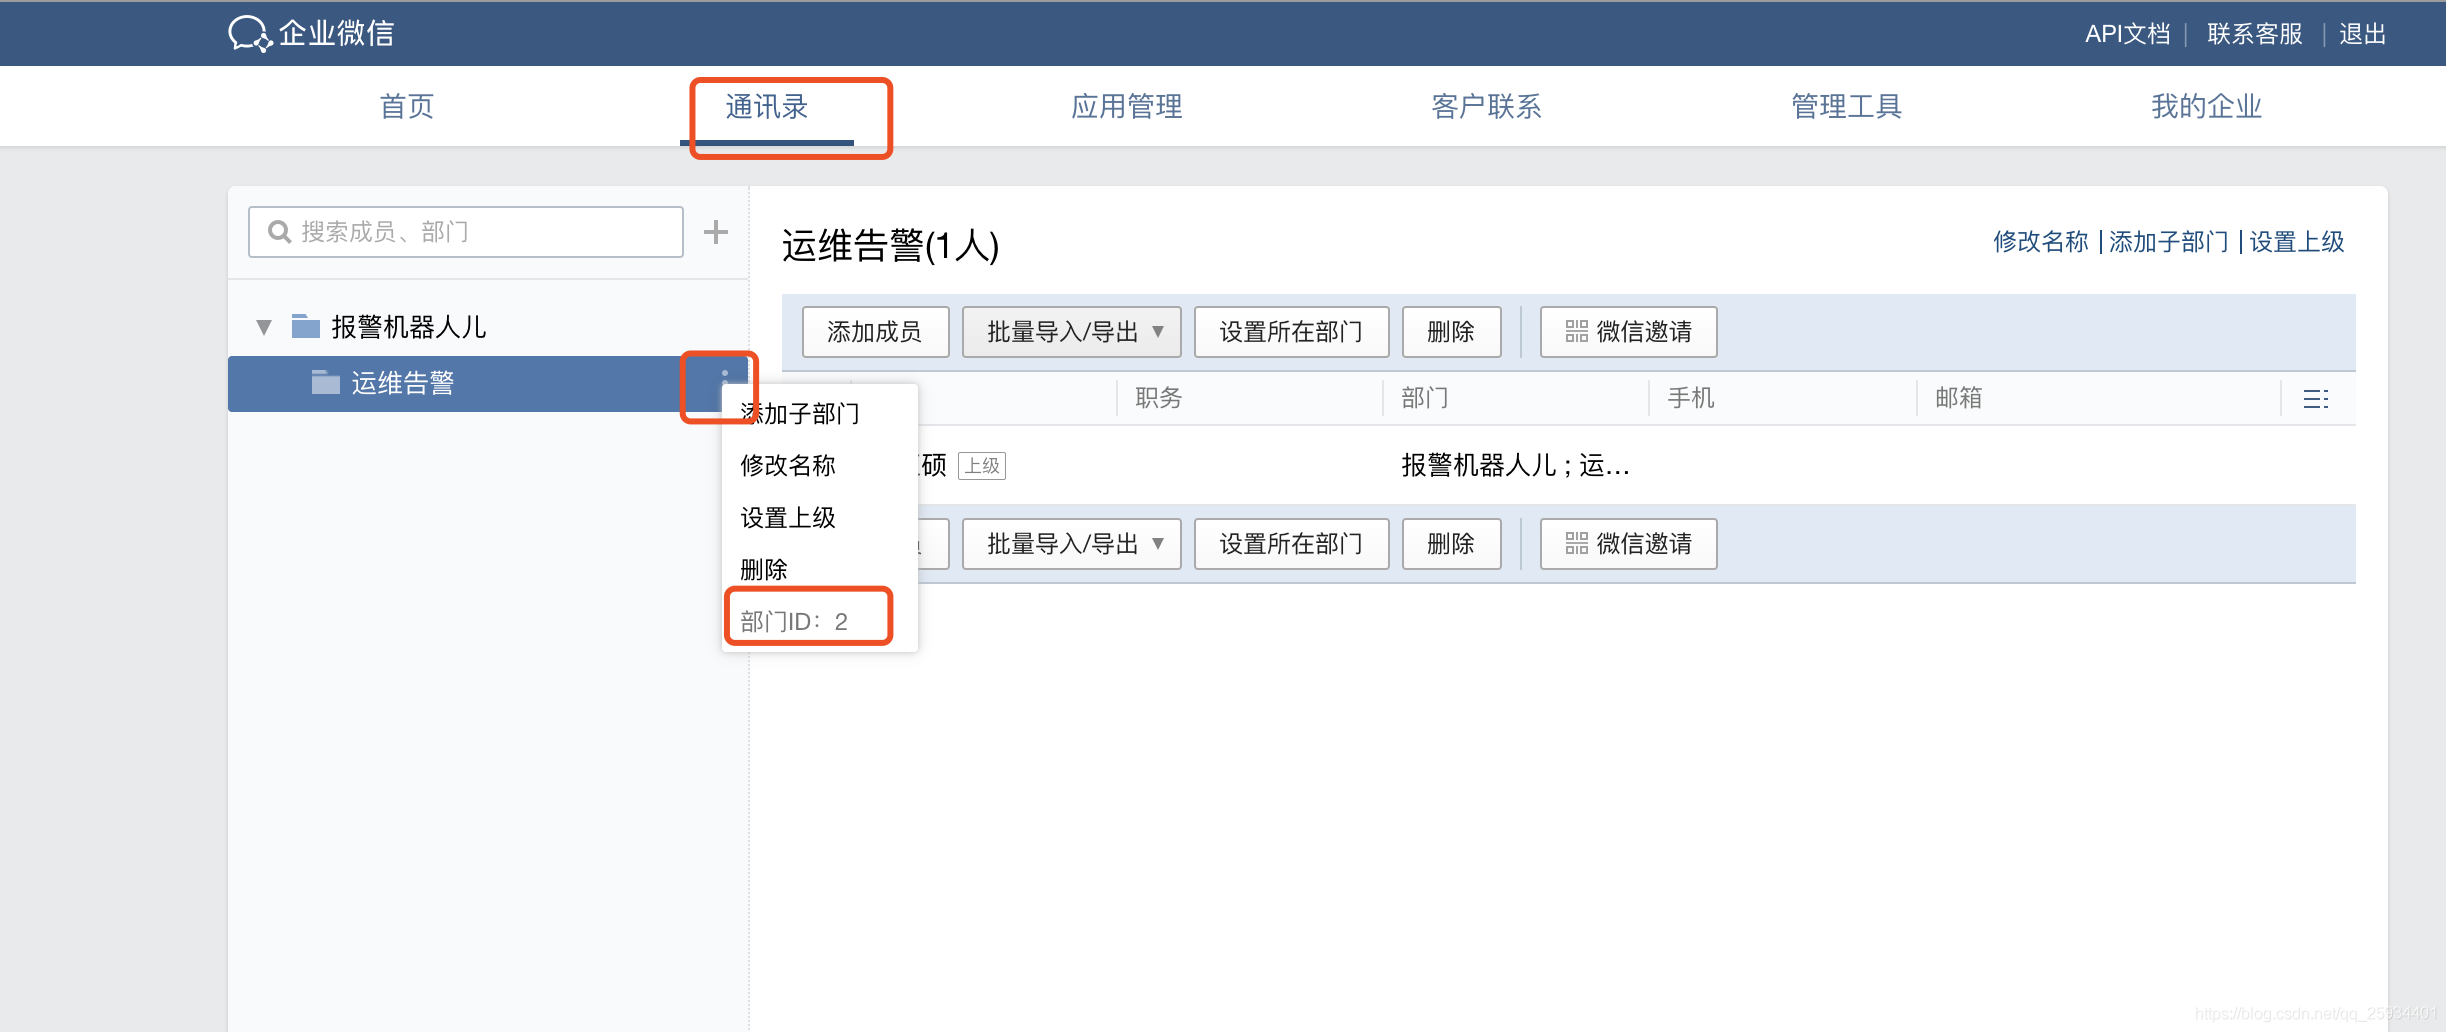 企业微信
API文档 | 联系客服 | 退出
首页 通讯录 应用管理 客户联系 管理工具 我的企业
搜索成员、部门
运维告警(1人)
修改名称 | 添加子部门 | 设置上级
报警机器人儿
运维告警
添加成员 批量导入/导出 设置所在部门 删除 微信邀请
职务 部门 手机 邮箱
添加子部门
修改名称
设置上级
删除
部门ID：2
硕 上级 报警机器人儿 ; 运...
批量导入/导出 设置所在部门 删除 微信邀请
https://blog.csdn.net/qq_25934401